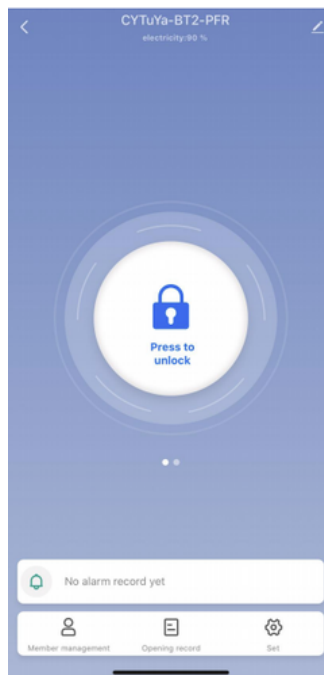 CYTuYa-BT2-PFR
electricity:90 %
Press to
unlock
No alarm record yet
Member management
Opening record
Set